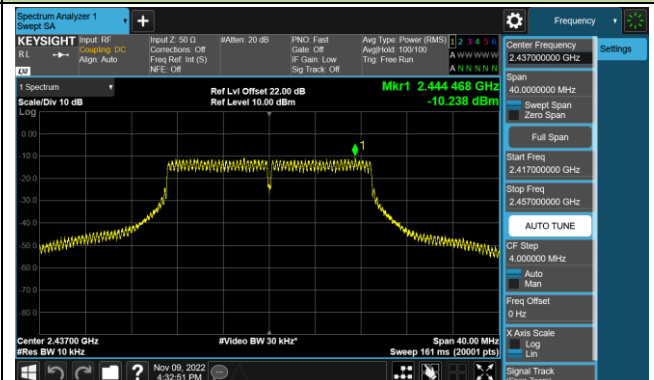 Spectrum Analyzer 1
Swept SA
Frequency
KEYSIGHT
RL
Input: RF
Coupling: DC
Align: Auto
Input Z: 50 Ω
Corrections: Off
Freq Ref: Int (S)
NFE: Off
#Atten: 20 dB
PNO: Fast
Gate: Off
IF Gain: Low
Sig Track: Off
Avg Type: Power (RMS)
Avg|Hold: 100/100
Trig: Free Run
1 2 3 4 5 6
A W W W W W
A N N N N N
LXI
1 Spectrum
Scale/Div 10 dB
Log
Ref Lvl Offset 22.00 dB
Ref Level 10.00 dBm
Mkr1 2.444 468 GHz
-10.238 dBm
1
0.00
-10.0
-20.0
-30.0
-40.0
-50.0
-60.0
-70.0
-80.0
Center 2.43700 GHz
#Res BW 10 kHz
#Video BW 30 kHz*
Span 40.00 MHz
Sweep 161 ms (20001 pts)
Nov 09, 2022
4:32:51 PM
Center Frequency
2.437000000 GHz
Settings
Span
40.0000000 MHz
Swept Span
Zero Span
Full Span
Start Freq
2.417000000 GHz
Stop Freq
2.457000000 GHz
AUTO TUNE
CF Step
4.000000 MHz
Auto
Man
Freq Offset
0 Hz
X Axis Scale
Log
Lin
Signal Track
(Span Zoom)